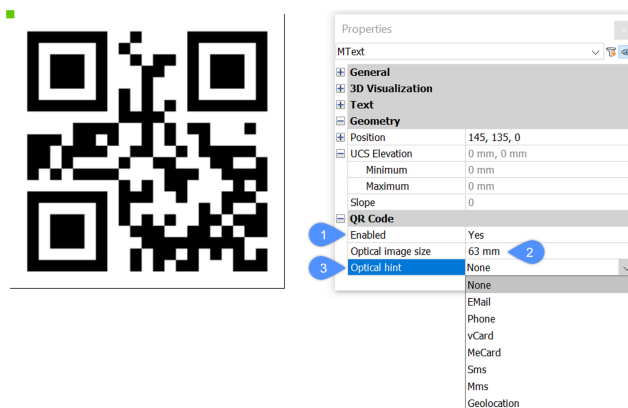 Properties
MText
General
3D Visualization
Text
Geometry
Position 145, 135, 0
UCS Elevation 0 mm, 0 mm
Minimum 0 mm
Maximum 0 mm
Slope 0
QR Code
1 Enabled Yes
Optical image size 63 mm 2
3 Optical hint None
None
EMail
Phone
vCard
MeCard
Sms
Mms
Geolocation